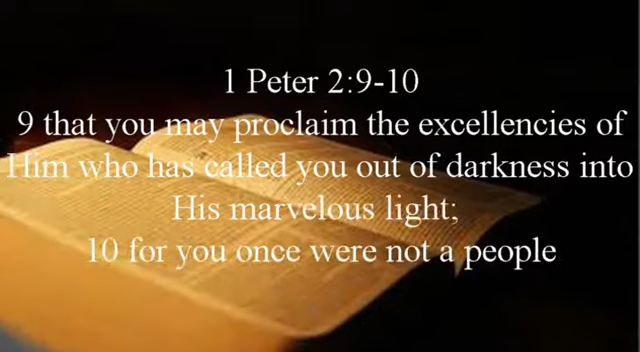 1 Peter 2:9-10
9 that you may proclaim the excellencies of
Him who has called you out of darkness into
His marvelous light;
10 for you once were not a people